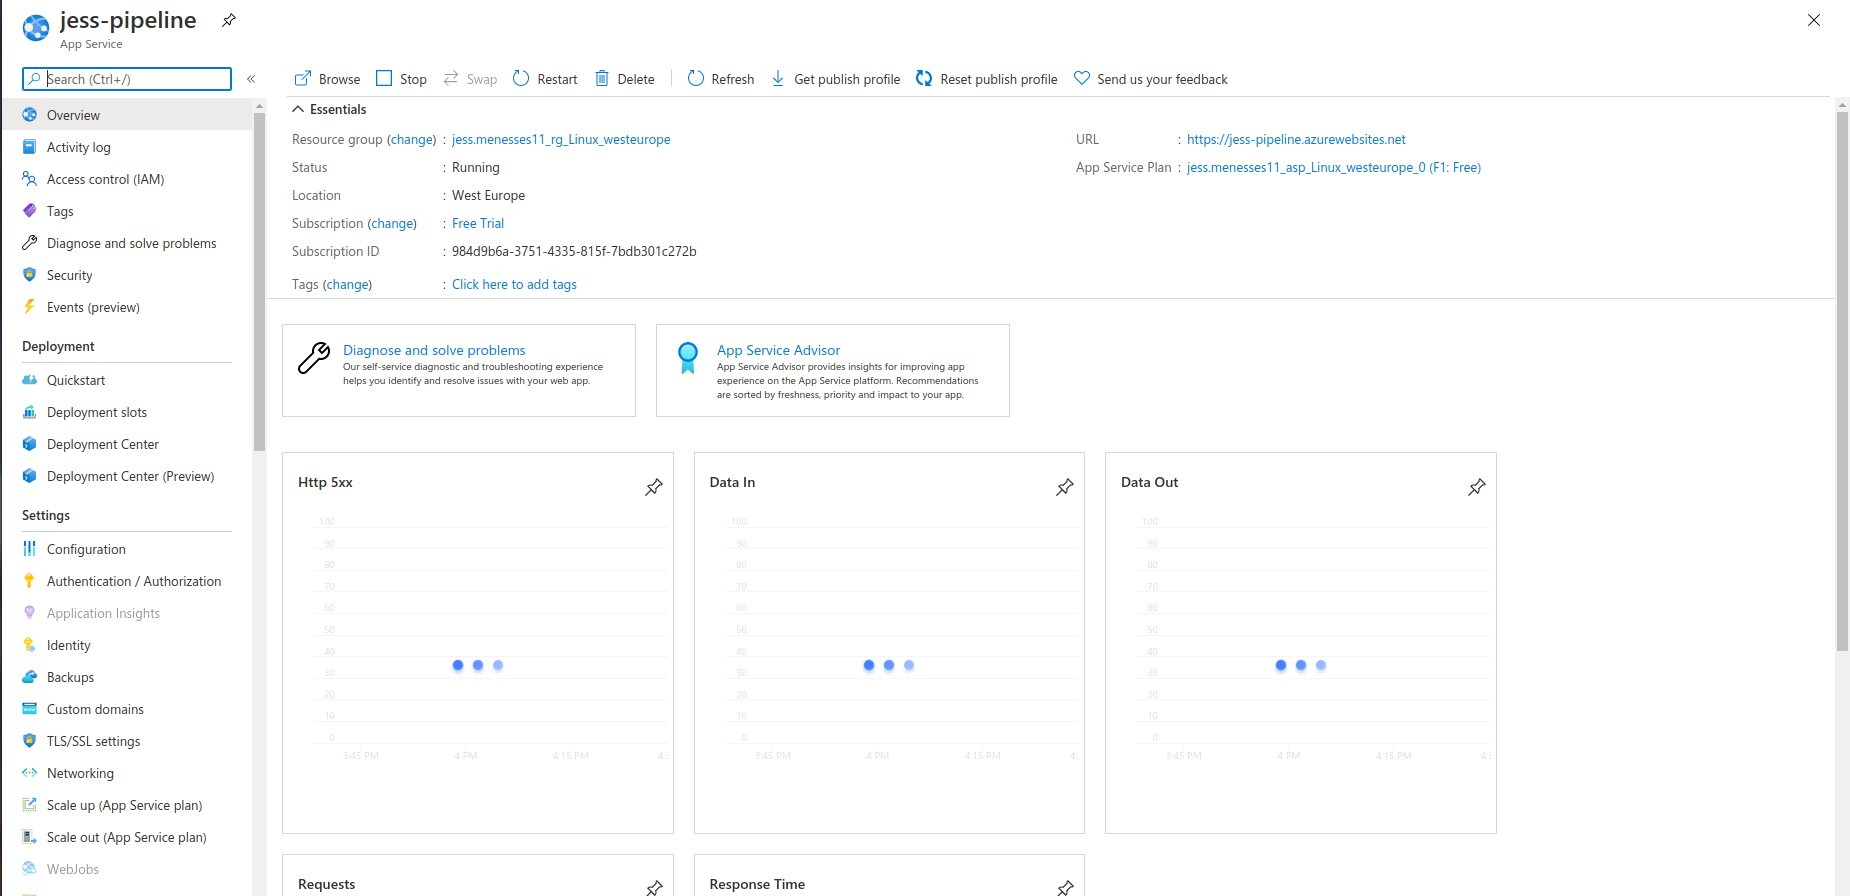 jess-pipeline
App Service
Search (Ctrl+/)
«
Browse Stop Swap Restart Delete Refresh Get publish profile Reset publish profile Send us your feedback
Overview
Activity log
Access control (IAM)
Tags
Diagnose and solve problems
Security
Events (preview)
Deployment
Quickstart
Deployment slots
Deployment Center
Deployment Center (Preview)
Settings
Configuration
Authentication / Authorization
Application Insights
Identity
Backups
Custom domains
TLS/SSL settings
Networking
Scale up (App Service plan)
Scale out (App Service plan)
WebJobs
Essentials
Resource group (change) : jess.menesses11_rg_Linux_westeurope
Status : Running
Location : West Europe
Subscription (change) : Free Trial
Subscription ID : 984d9b6a-3751-4335-815f-7bdb301c272b
Tags (change) : Click here to add tags
URL : https://jess-pipeline.azurewebsites.net
App Service Plan : jess.menesses11_asp_Linux_westeurope_0 (F1: Free)
Diagnose and solve problems
Our self-service diagnostic and troubleshooting experience
helps you identify and resolve issues with your web app.
App Service Advisor
App Service Advisor provides insights for improving app
experience on the App Service platform. Recommendations
are sorted by freshness, priority and impact to your app.
Http 5xx
100
90
80
70
60
50
40
30
20
10
0
3:45 PM 4 PM 4:15 PM 4:
Data In
100
90
80
70
60
50
40
30
20
10
0
3:45 PM 4 PM 4:15 PM 4:
Data Out
100
90
80
70
60
50
40
30
20
10
0
3:45 PM 4 PM 4:15 PM 4:
Requests
Response Time